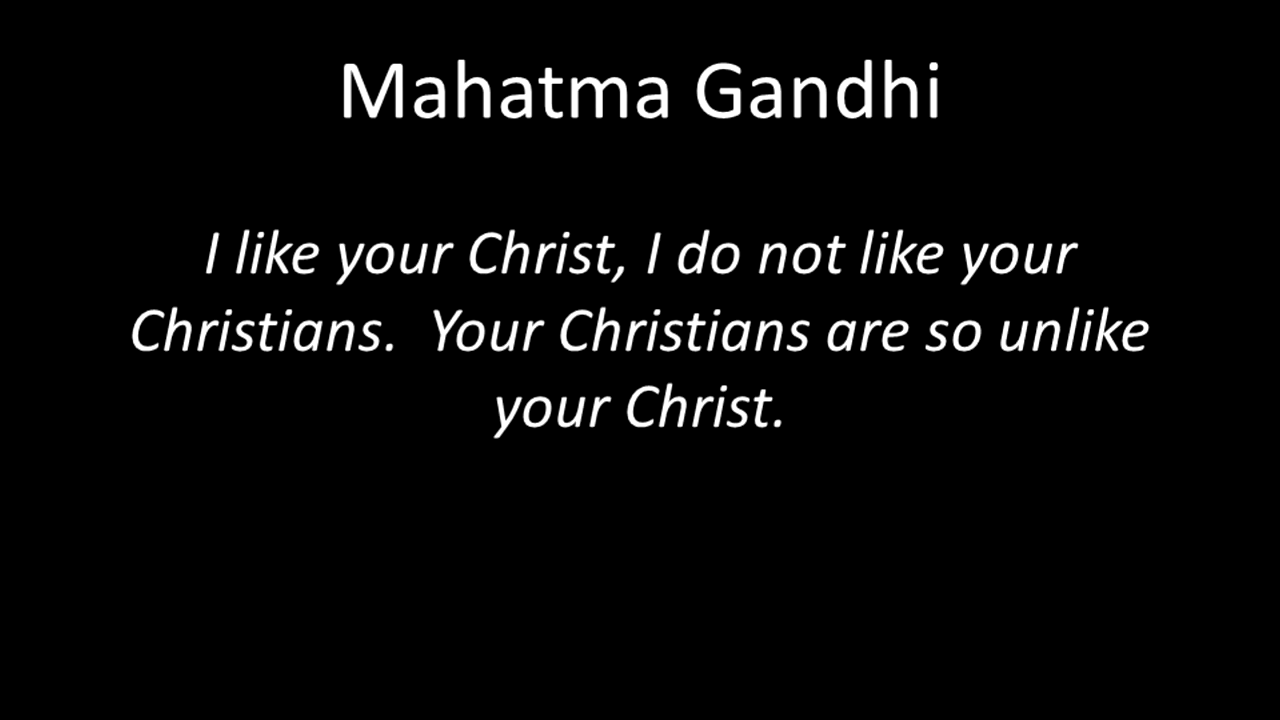 Mahatma Gandhi
I like your Christ, I do not like your
Christians.  Your Christians are so unlike
your Christ.